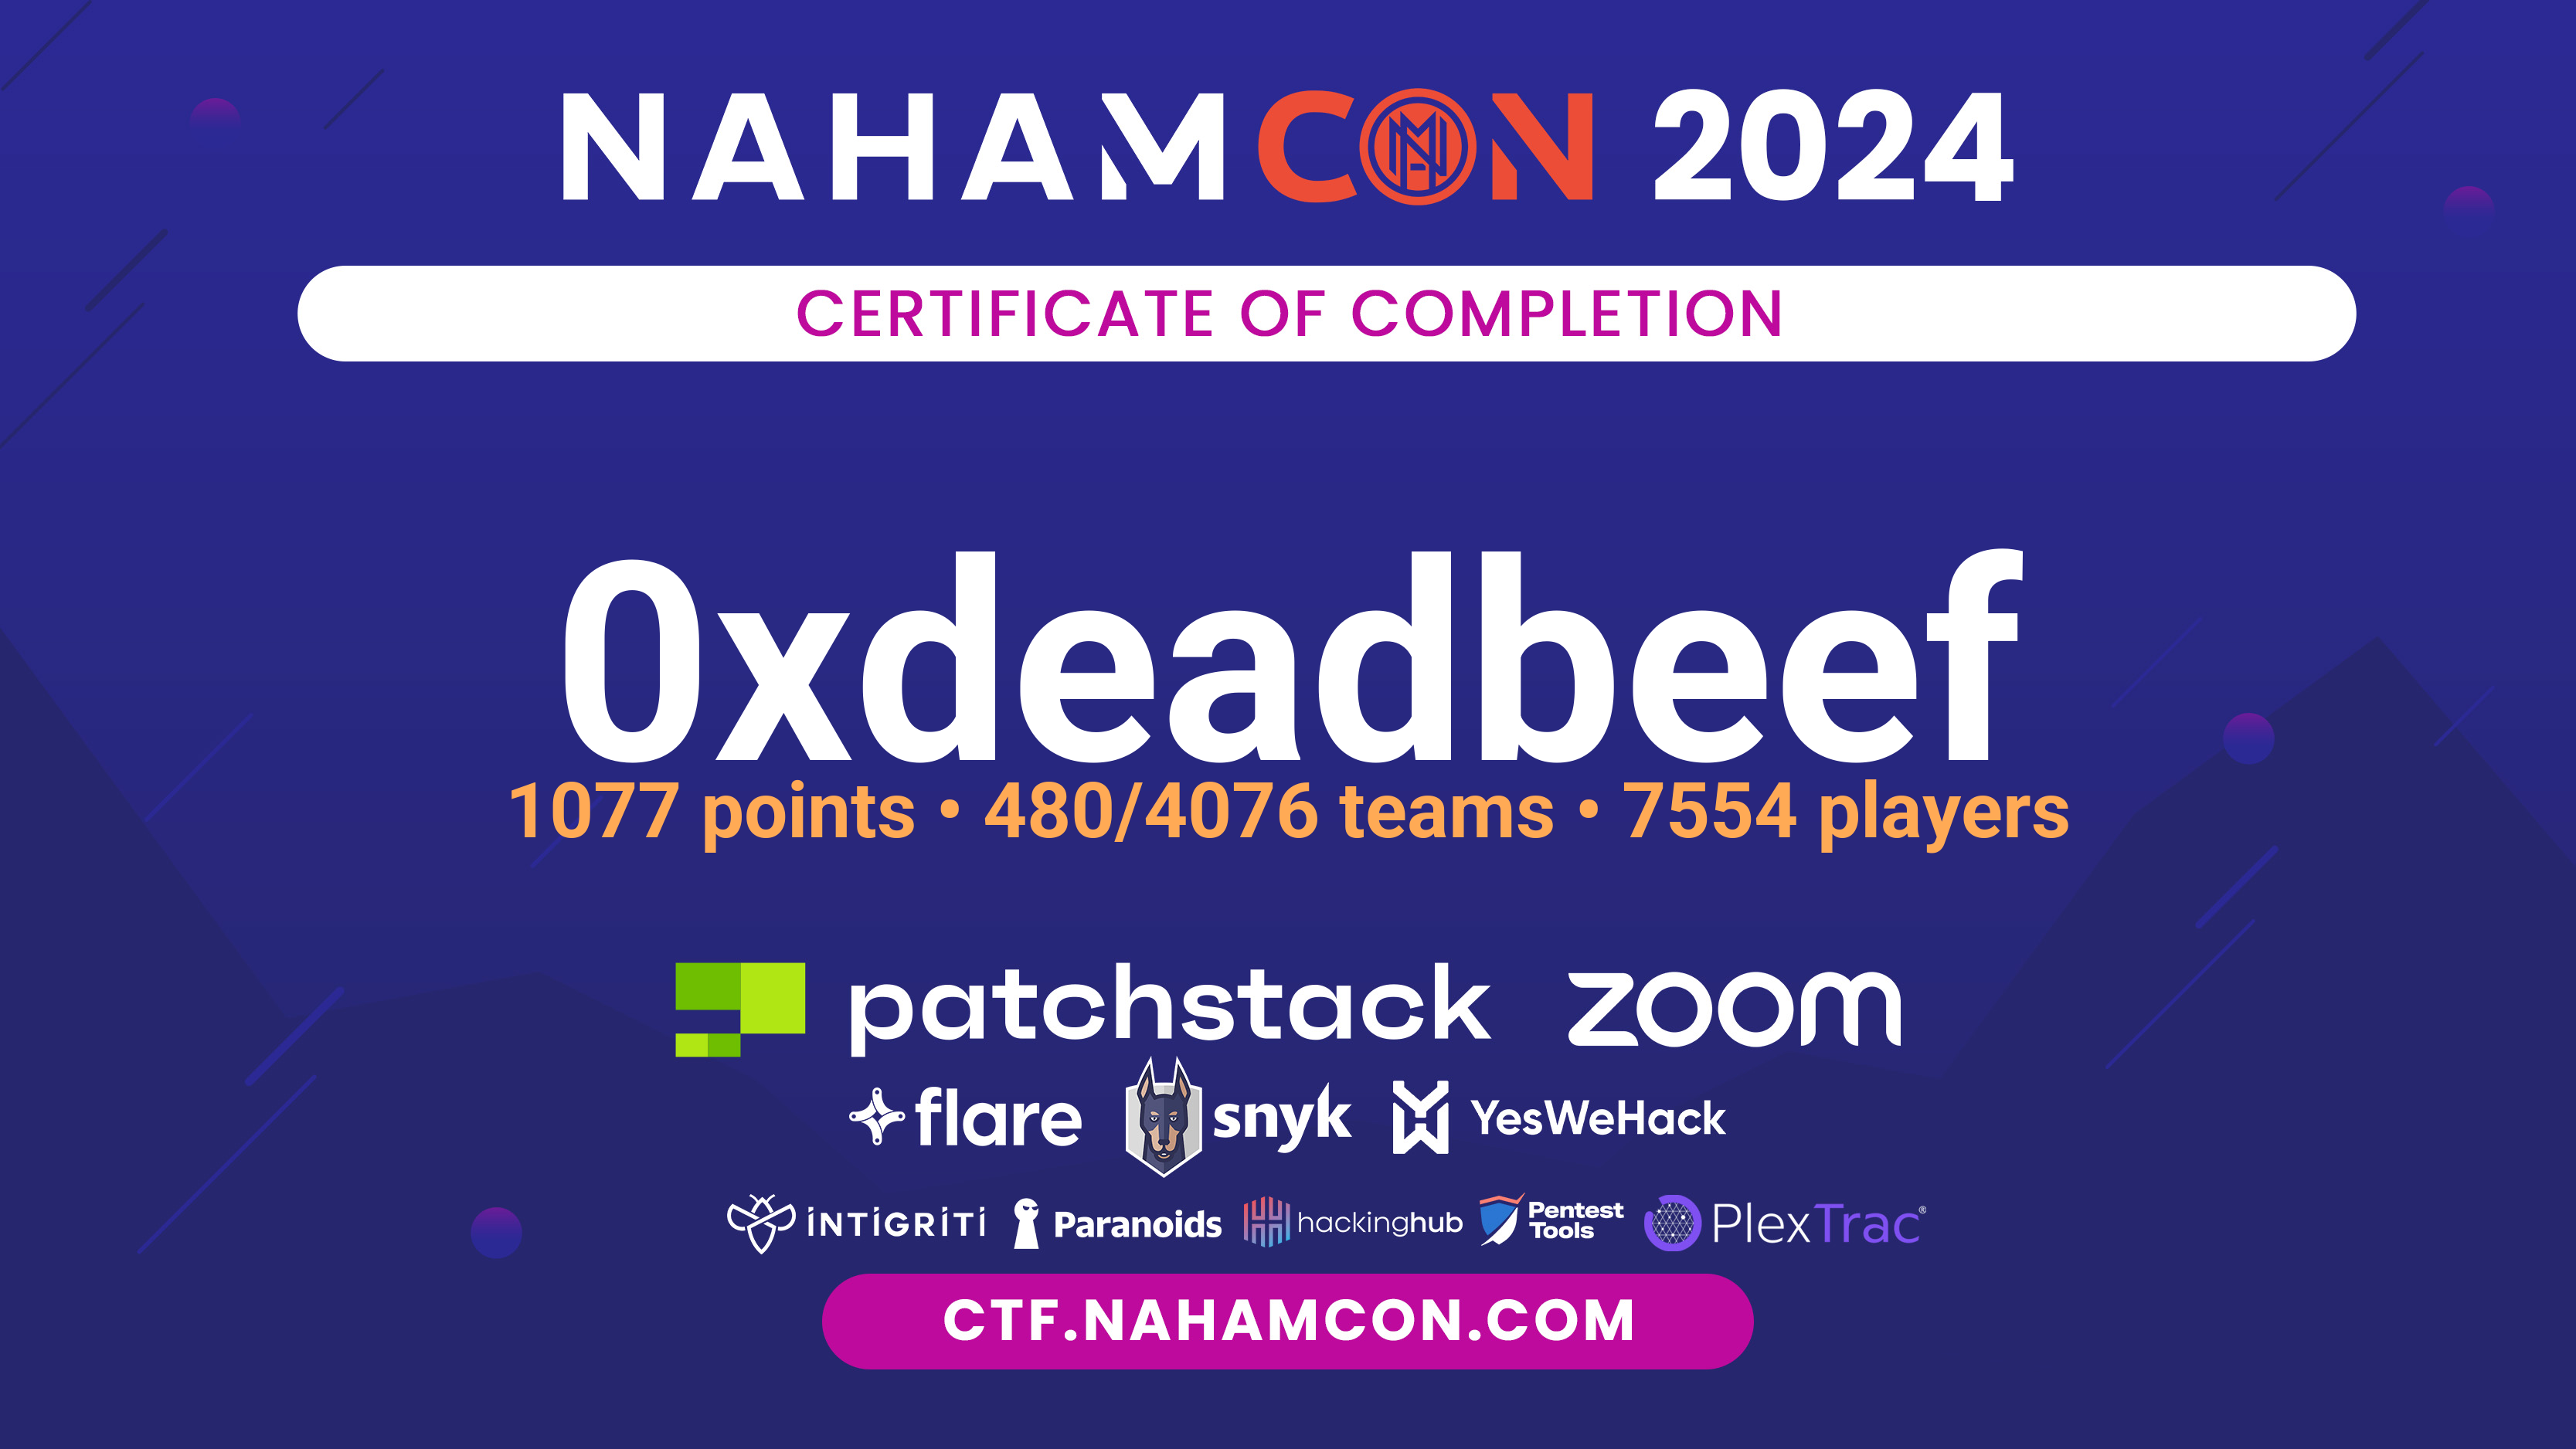 NAHAMCON 2024
CERTIFICATE OF COMPLETION
0xdeadbeef
1077 points • 480/4076 teams • 7554 players
patchstack zoom
flare snyk YesWeHack
INTIGRITI Paranoids hackinghub Pentest Tools PlexTrac®
CTF.NAHAMCON.COM